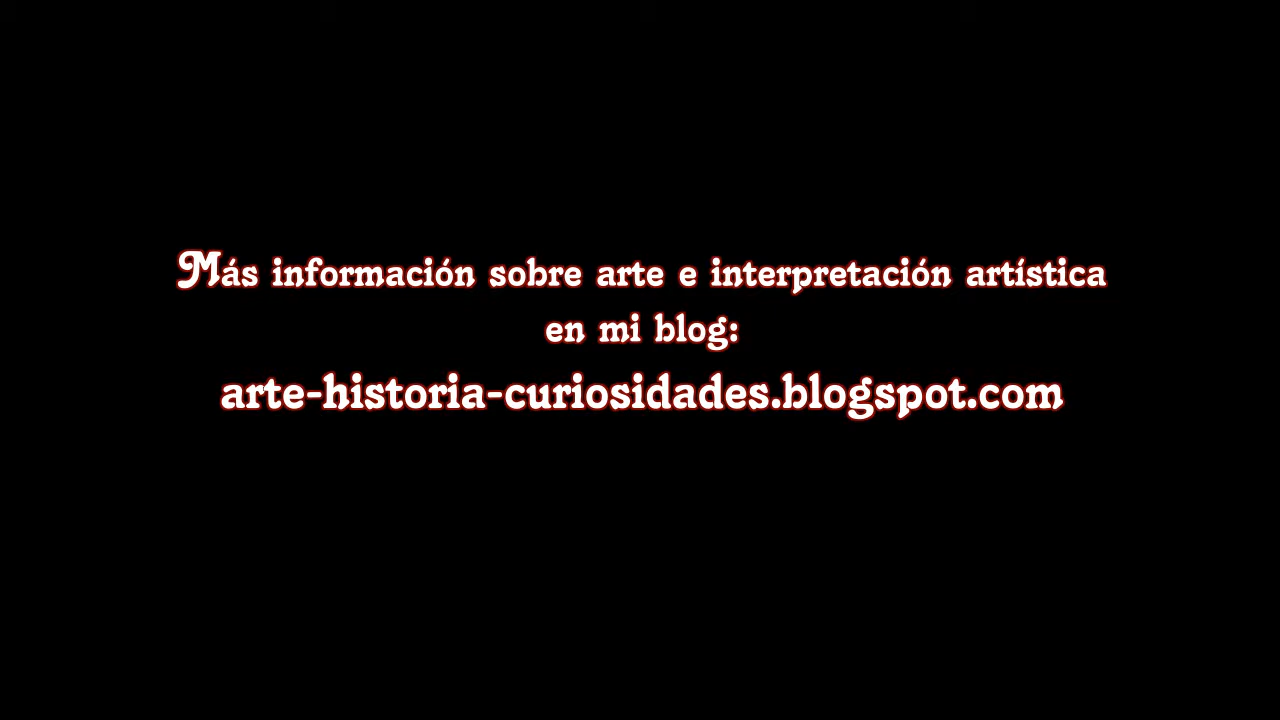 Más información sobre arte e interpretación artística
en mi blog:
arte-historia-curiosidades.blogspot.com